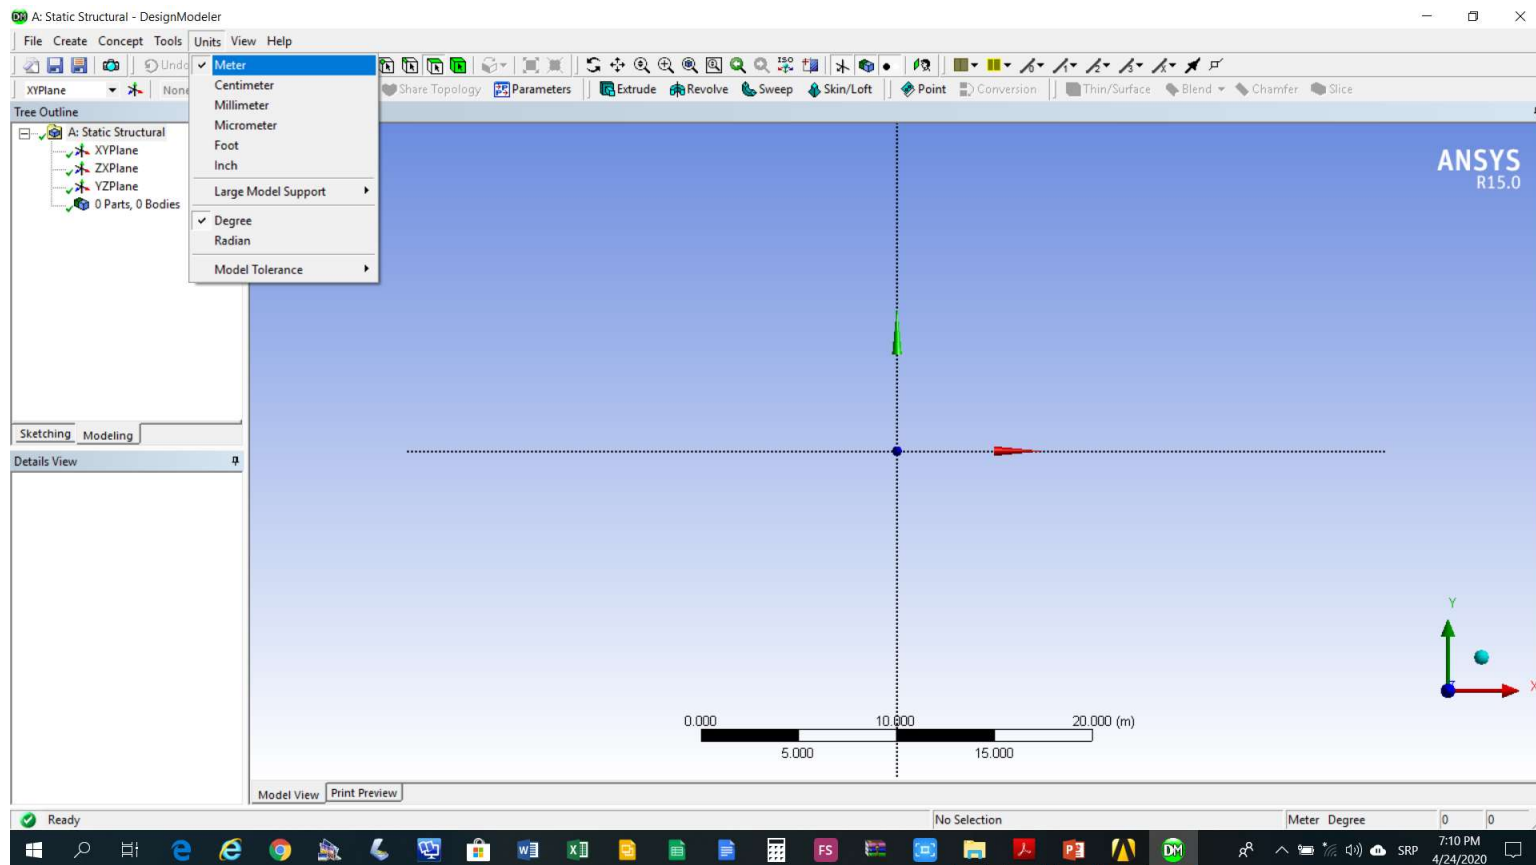 A: Static Structural - DesignModeler
File Create Concept Tools Units View Help
Undo
XYPlane None Share Topology Parameters Extrude Revolve Sweep Skin/Loft Point Conversion Thin/Surface Blend Chamfer Slice
Meter
Centimeter
Millimeter
Micrometer
Foot
Inch
Large Model Support
Degree
Radian
Model Tolerance
Tree Outline
A: Static Structural
XYPlane
ZXPlane
YZPlane
0 Parts, 0 Bodies
Sketching Modeling
Details View
ANSYS
R15.0
Y
X
0.000 10.000 20.000 (m)
5.000 15.000
Model View Print Preview
Ready No Selection Meter Degree 0 0
SRP
7:10 PM
4/24/2020